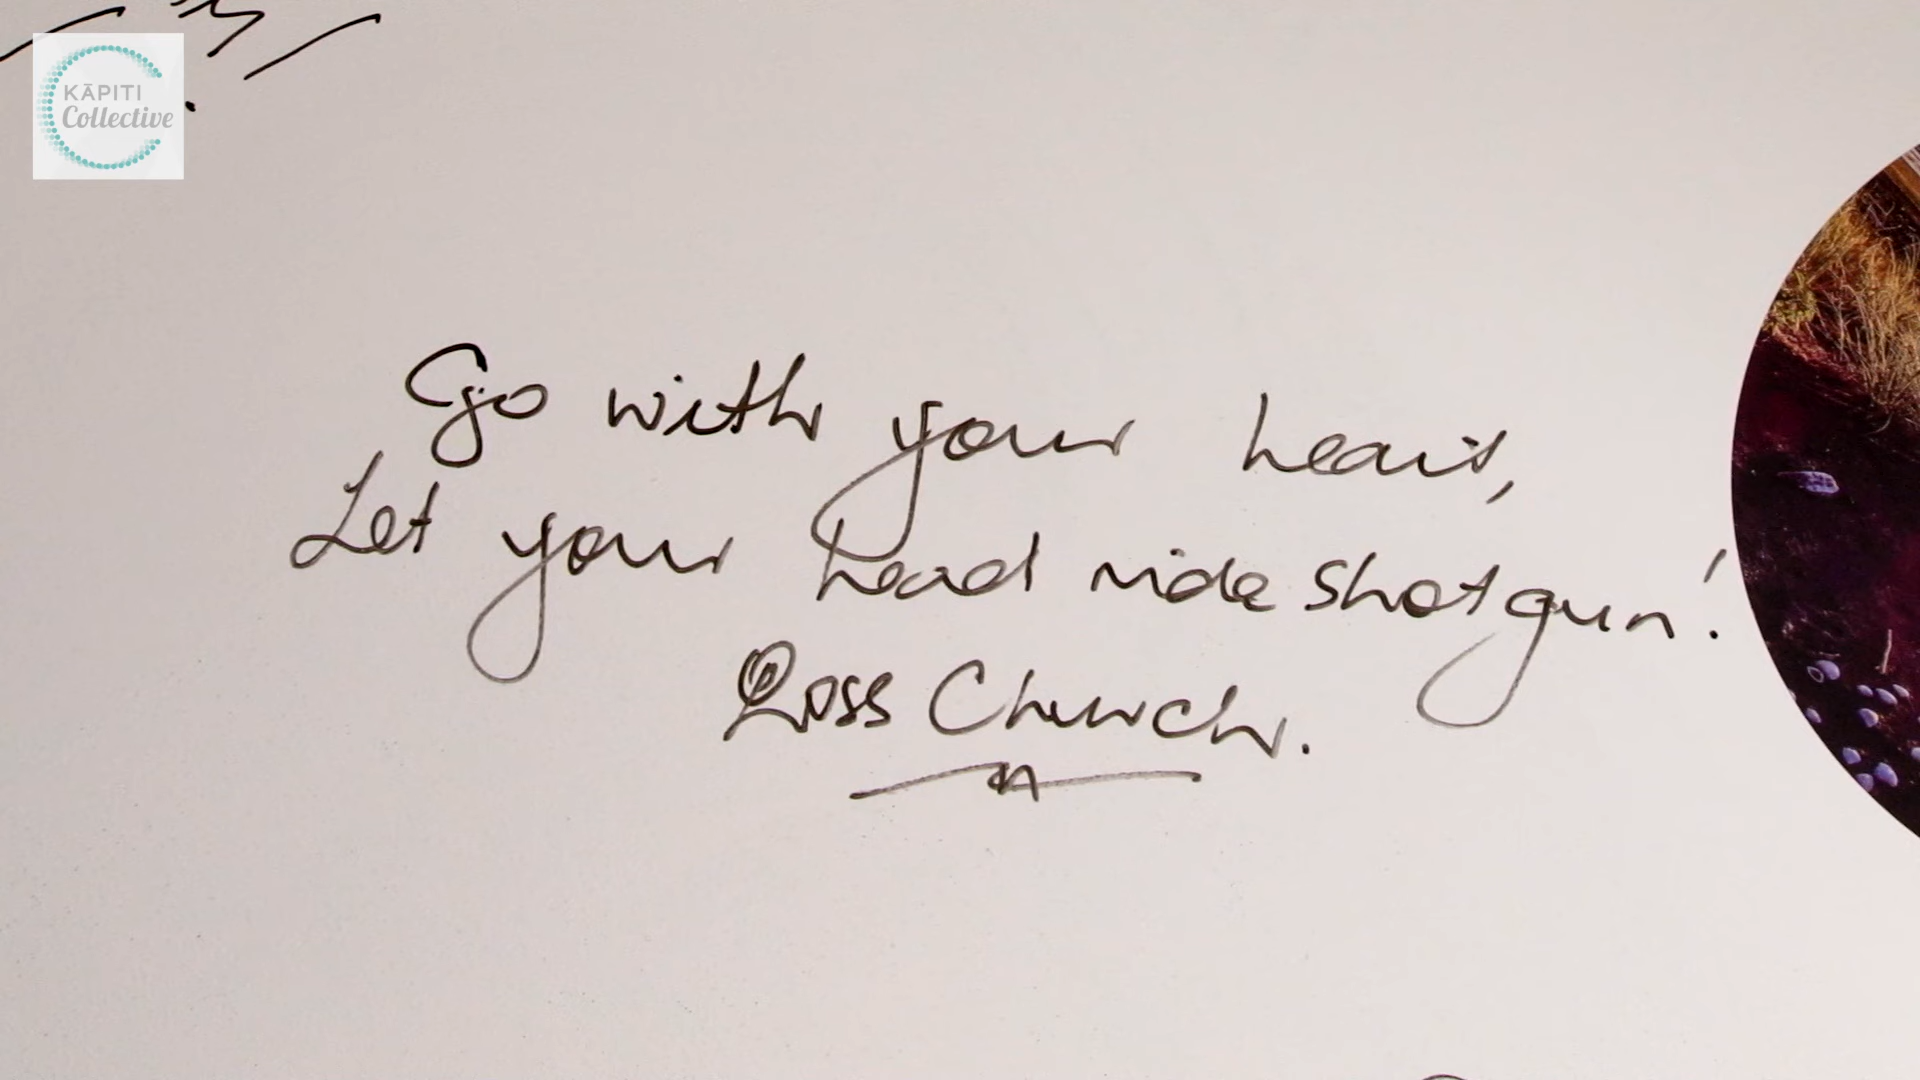 KĀPITI
Collective
Go with your heart,
Let your head ride shotgun!
Ross Church.